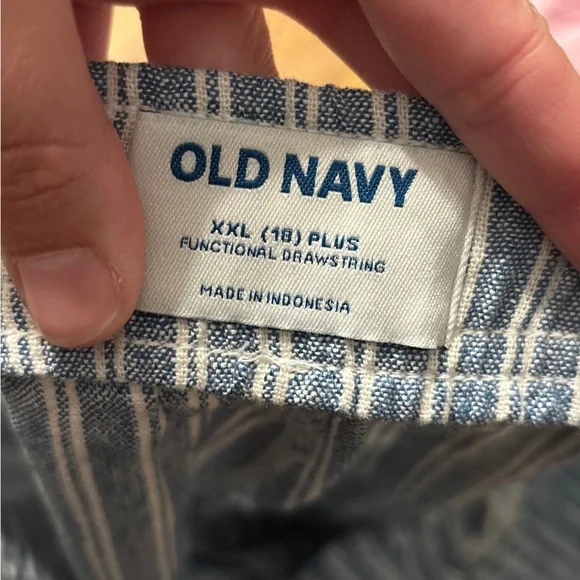 OLD NAVY
XXL (18) PLUS
FUNCTIONAL DRAWSTRING
MADE IN INDONESIA